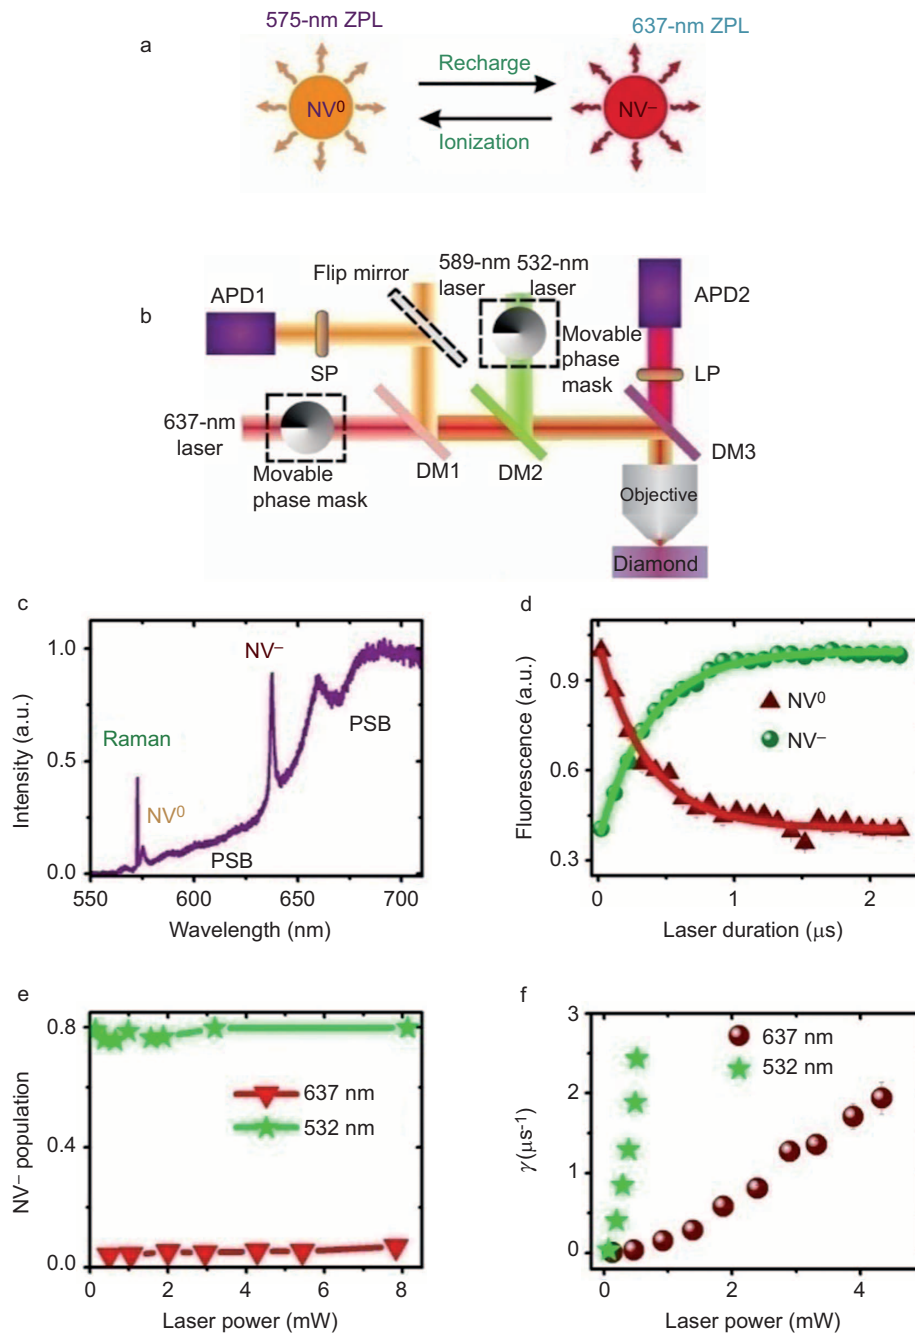 575-nm ZPL
637-nm ZPL
a
Recharge
NV⁰
NV–
Ionization
589-nm
laser
532-nm
laser
Flip mirror
APD1
APD2
b
Movable
phase
mask
SP
LP
637-nm
laser
DM1
DM2
DM3
Movable
phase mask
Objective
Diamond
c
1.0
NV–
Raman
PSB
0.5
NV⁰
PSB
0.0
550
600
650
700
Intensity (a.u.)
Wavelength (nm)
d
0.9
NV⁰
NV–
0.6
0.3
0
1
2
Fluorescence (a.u.)
Laser duration (μs)
e
0.8
637 nm
532 nm
0.4
0.0
0
2
4
6
8
NV– population
Laser power (mW)
f
3
637 nm
532 nm
2
1
0
0
2
4
γ(μs⁻¹)
Laser power (mW)